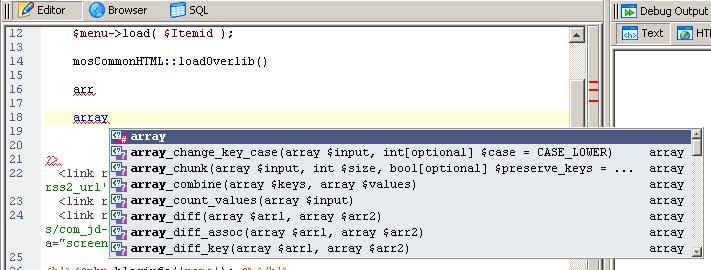 Editor Browser SQL Debug Output
Text HT
12 $menu->load( $Itemid );
13
14 mosCommonHTML::loadOverlib()
15
16 arr
17
18 array
array
array_change_key_case(array $input, int[optional] $case = CASE_LOWER) array
21 ?> array_chunk(array $input, int $size, bool[optional] $preserve_keys = ... array
22 <link r array_combine(array $keys, array $values) array
rss2_url' array_count_values(array $input) array
23 <link r
24 <link r array_diff(array $arr1, array $arr2) array
s/com_jd- array_diff_assoc(array $arr1, array $arr2) array
a="screen array_diff_key(array $arr1, array $arr2) array
25